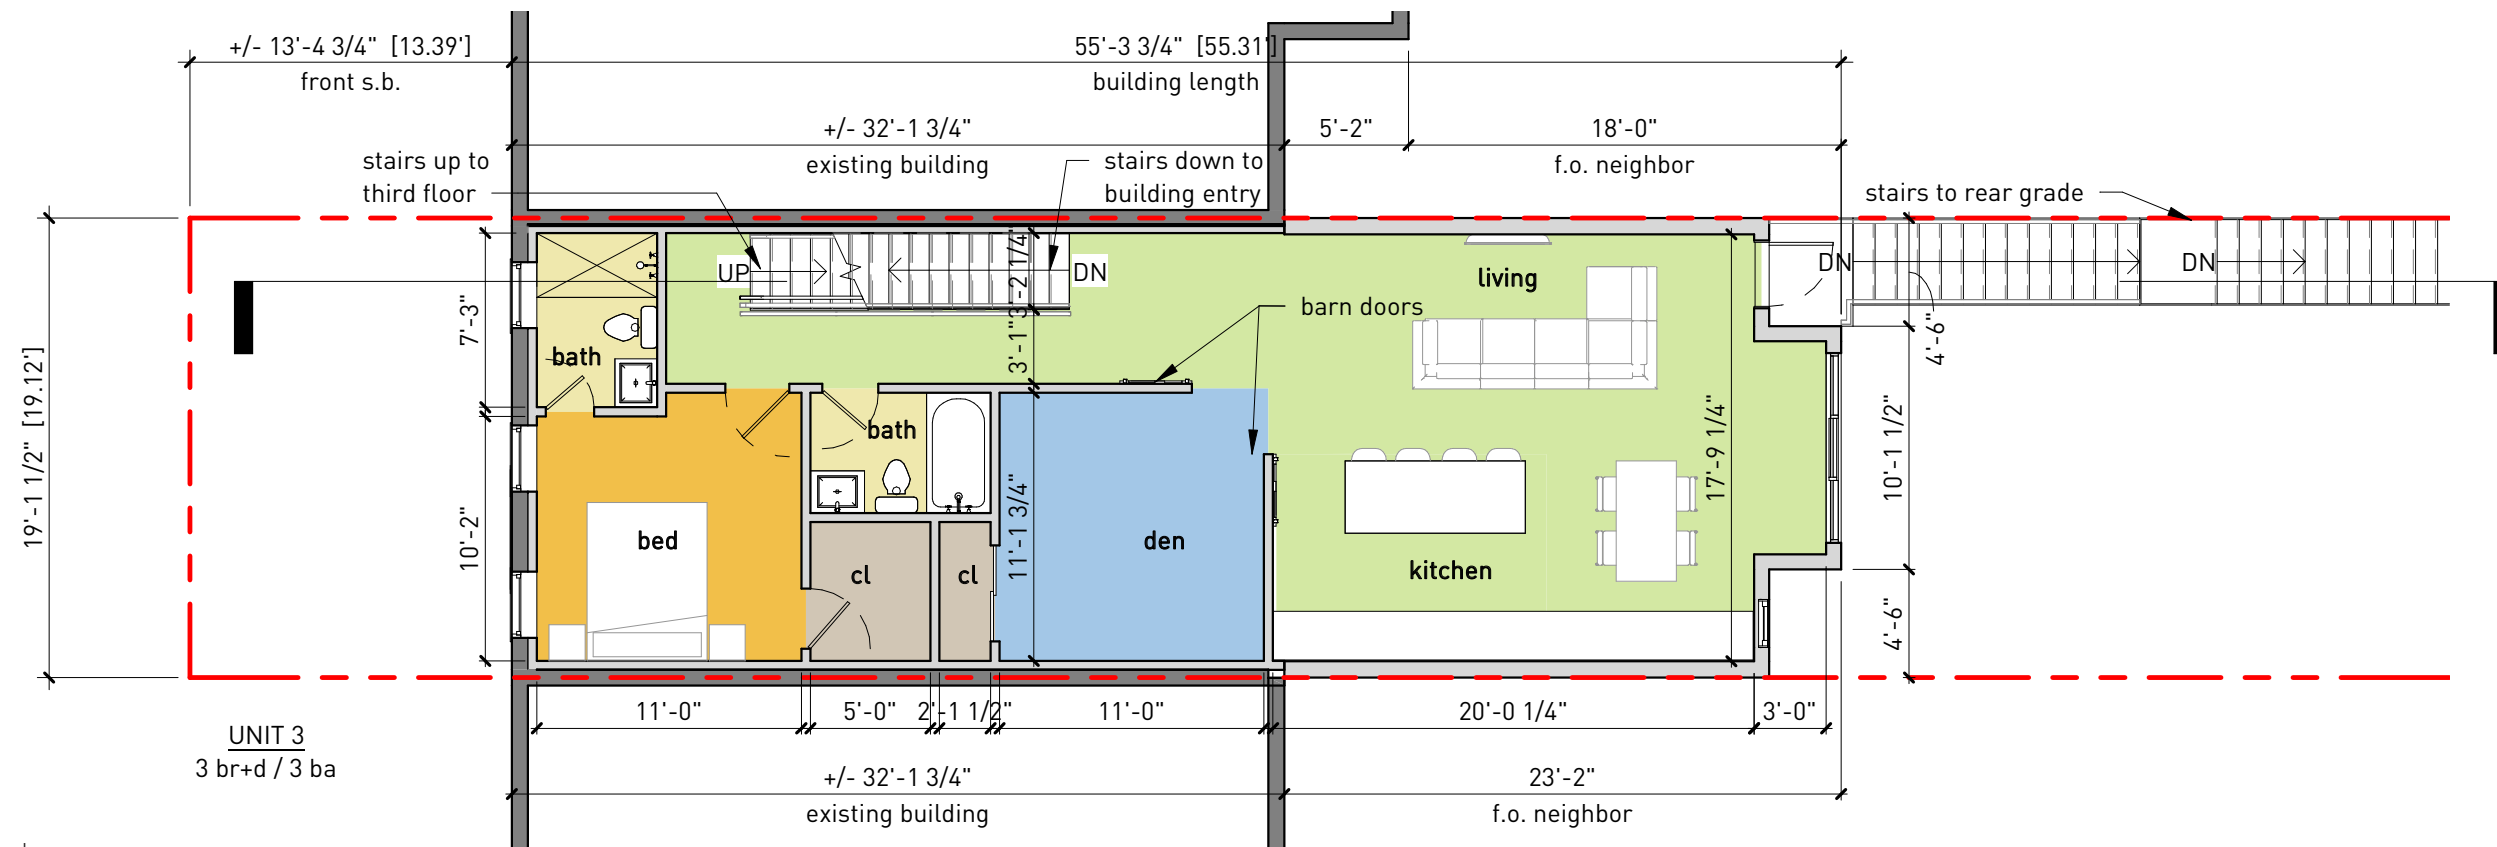 +/- 13'-4 3/4" [13.39']
front s.b.
55'-3 3/4" [55.31']
building length
+/- 32'-1 3/4"
existing building
5'-2"
18'-0"
f.o. neighbor
stairs up to
third floor
stairs down to
building entry
stairs to rear grade
UP
DN
DN
DN
living
barn doors
3'-2 1/4"
3'-1"
7'-3"
bath
4'-6"
19'-1 1/2" [19.12']
bath
17'-9 1/4"
10'-1 1/2"
10'-2"
bed
11'-1 3/4"
den
kitchen
cl
cl
4'-6"
11'-0"
5'-0"
2'-1 1/2"
11'-0"
20'-0 1/4"
3'-0"
UNIT 3
3 br+d / 3 ba
+/- 32'-1 3/4"
existing building
23'-2"
f.o. neighbor